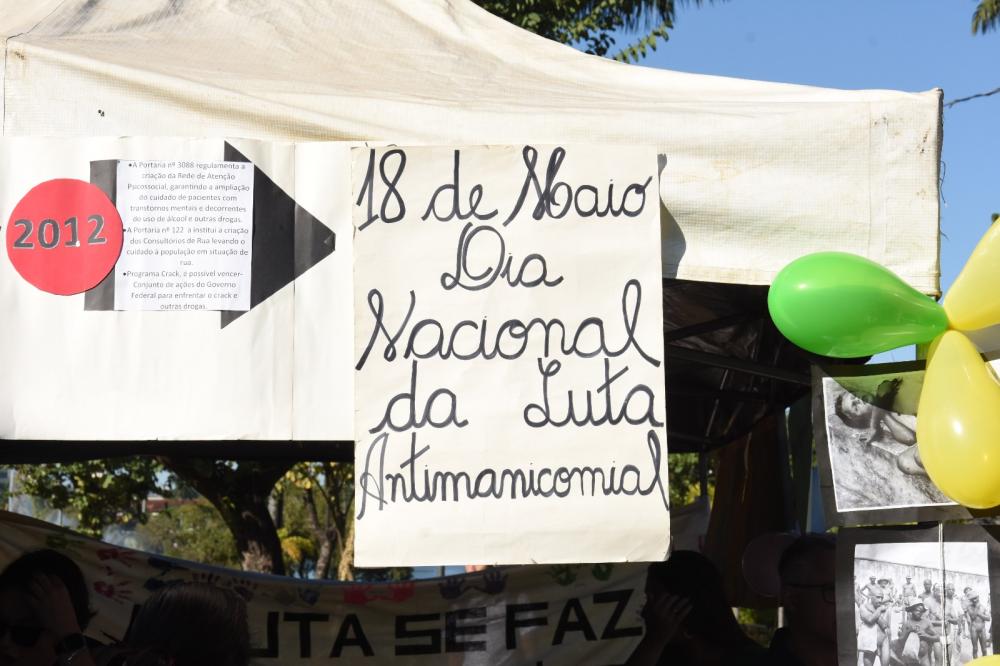 2012
•A Portaria nº 3088 regulamenta a
criação da Rede de Atenção
Psicossocial, garantindo a ampliação
do cuidado de pacientes com
transtornos mentais e decorrentes
do uso de álcool e outras drogas.
•A Portaria nº 122 a institui a criação
dos Consultórios de Rua levando o
cuidado à população em situação de
rua.
•Programa Crack, é possível vencer-
Conjunto de ações do Governo
Federal para enfrentar o crack e
outras drogas.
18 de Maio
Dia
Nacional
da Luta
Antimanicomial
LUTA SE FAZ